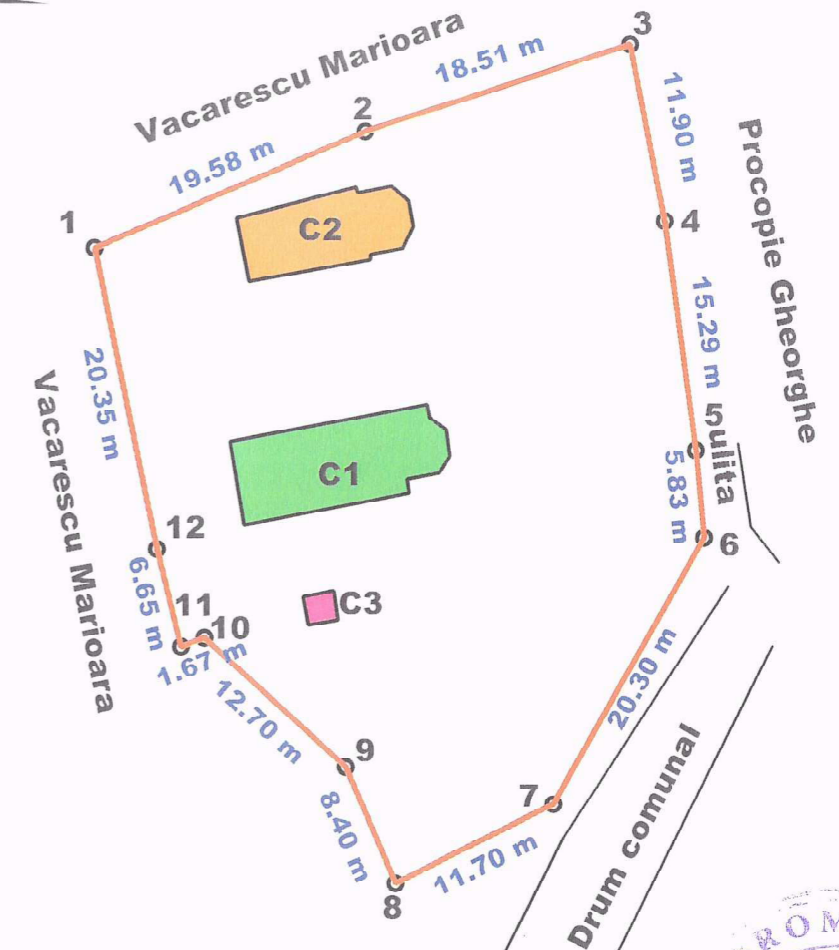 Vacarescu Marioara
18.51 m
3
2
19.58 m
11.90 m
Procopie Gheorghe
1
C2
4
15.29 m
20.35 m
Vacarescu Marioara
5
ulita
C1
5.83 m
12
6
6.65 m
11
10
C3
1.67 m
12.70 m
20.30 m
9
7
8.40 m
11.70 m
Drum comunal
8
ROM